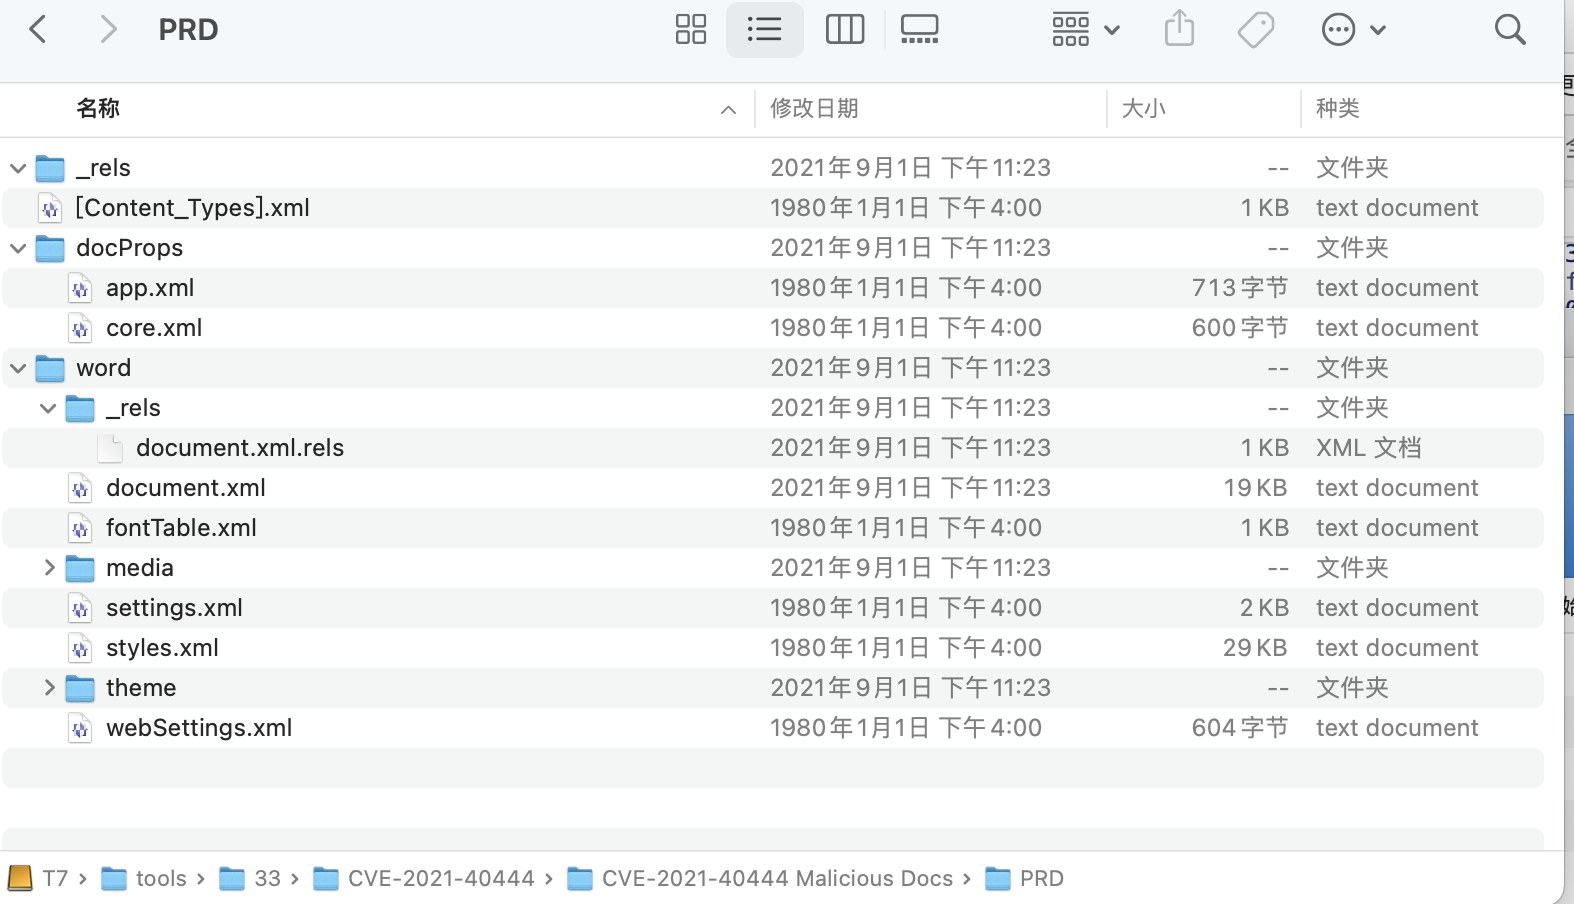 PRD
名称 修改日期 大小 种类
_rels 2021年9月1日 下午11:23 -- 文件夹
[Content_Types].xml 1980年1月1日 下午4:00 1 KB text document
docProps 2021年9月1日 下午11:23 -- 文件夹
app.xml 1980年1月1日 下午4:00 713 字节 text document
core.xml 1980年1月1日 下午4:00 600 字节 text document
word 2021年9月1日 下午11:23 -- 文件夹
_rels 2021年9月1日 下午11:23 -- 文件夹
document.xml.rels 2021年9月1日 下午11:23 1 KB XML 文档
document.xml 2021年9月1日 下午11:23 19 KB text document
fontTable.xml 1980年1月1日 下午4:00 1 KB text document
media 2021年9月1日 下午11:23 -- 文件夹
settings.xml 1980年1月1日 下午4:00 2 KB text document
styles.xml 1980年1月1日 下午4:00 29 KB text document
theme 2021年9月1日 下午11:23 -- 文件夹
webSettings.xml 1980年1月1日 下午4:00 604 字节 text document
T7 › tools › 33 › CVE-2021-40444 › CVE-2021-40444 Malicious Docs › PRD